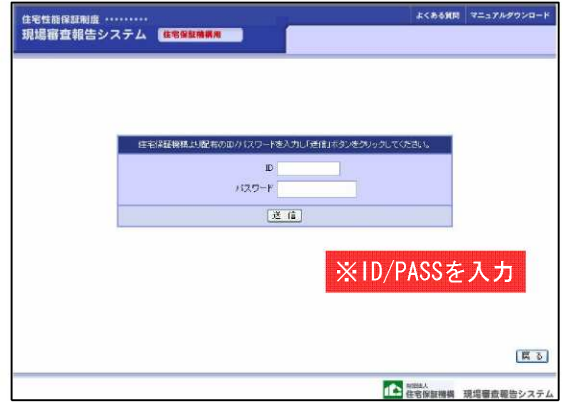 住宅性能保証制度 ………
よくある質問 マニュアルダウンロード
現場審査報告システム 住宅保証機構用
住宅保証機構より配布のID/パスワードを入力し「送信」ボタンをクリックしてください。
ID
パスワード
送 信
※ID/PASSを入力
戻 る
財団法人
住宅保証機構 現場審査報告システム